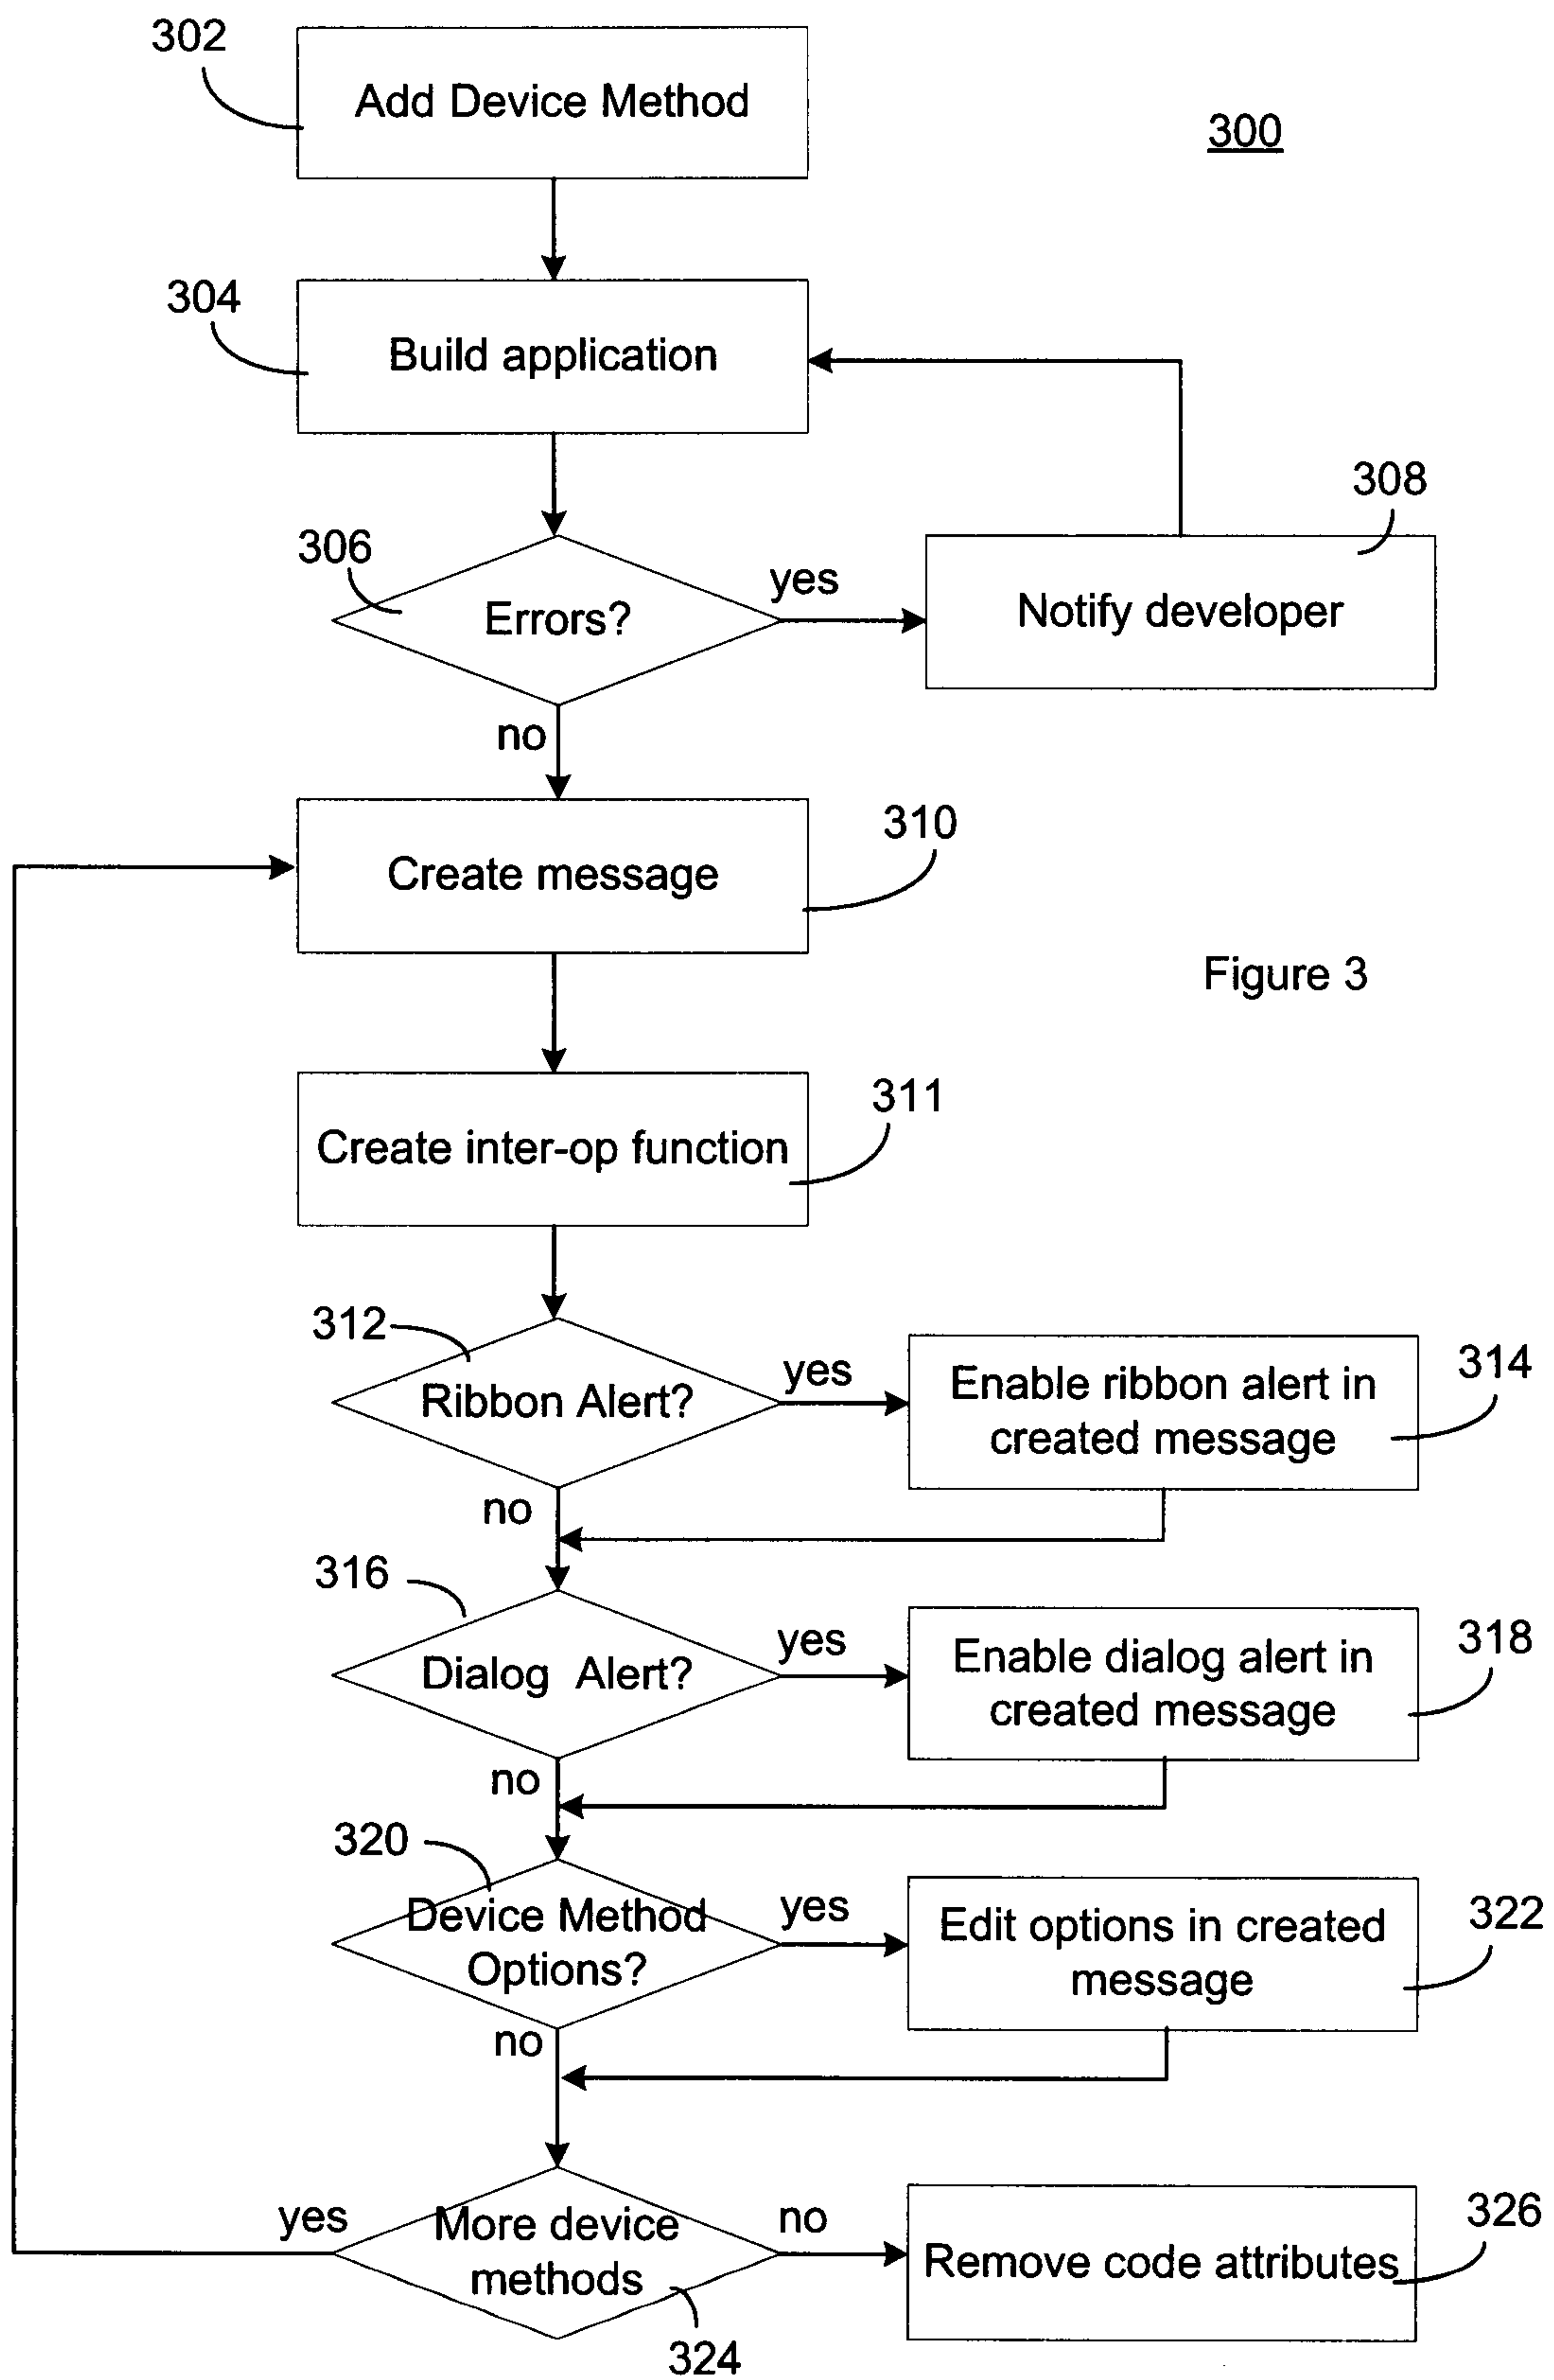 302
Add Device Method
300
304
Build application
308
306
Errors?
yes
Notify developer
no
310
Create message
Figure 3
311
Create inter-op function
312
Ribbon Alert?
yes
Enable ribbon alert in
created message
314
no
316
Dialog Alert?
yes
Enable dialog alert in
created message
318
no
320
Device Method
Options?
yes
Edit options in created
message
322
no
yes
More device
methods
no
Remove code attributes
326
324